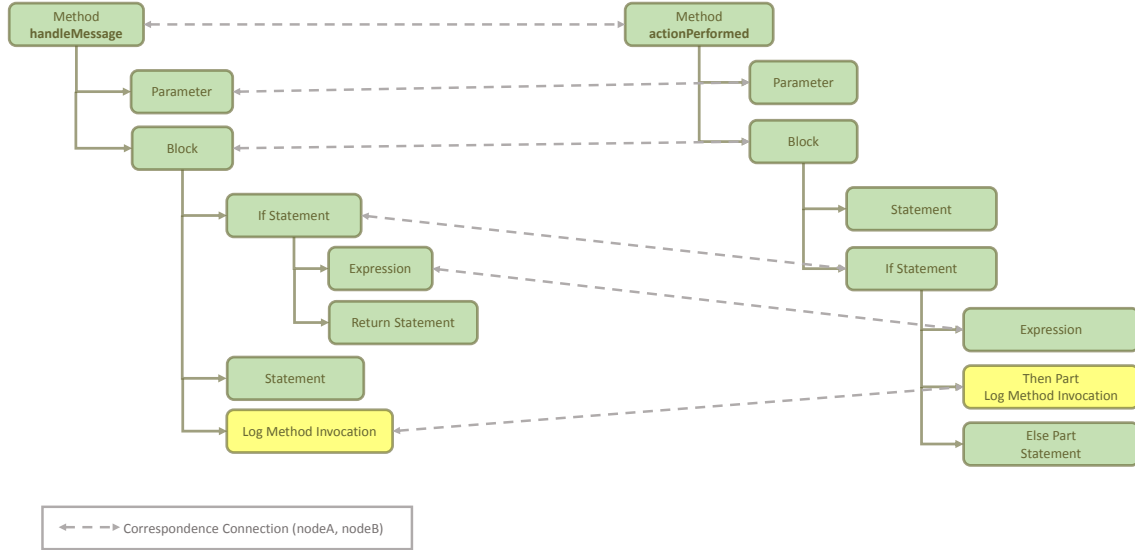 Method
handleMessage
Parameter
Block
If Statement
Expression
Return Statement
Statement
Log Method Invocation
Method
actionPerformed
Parameter
Block
Statement
If Statement
Expression
Then Part
Log Method Invocation
Else Part
Statement
Correspondence Connection (nodeA, nodeB)